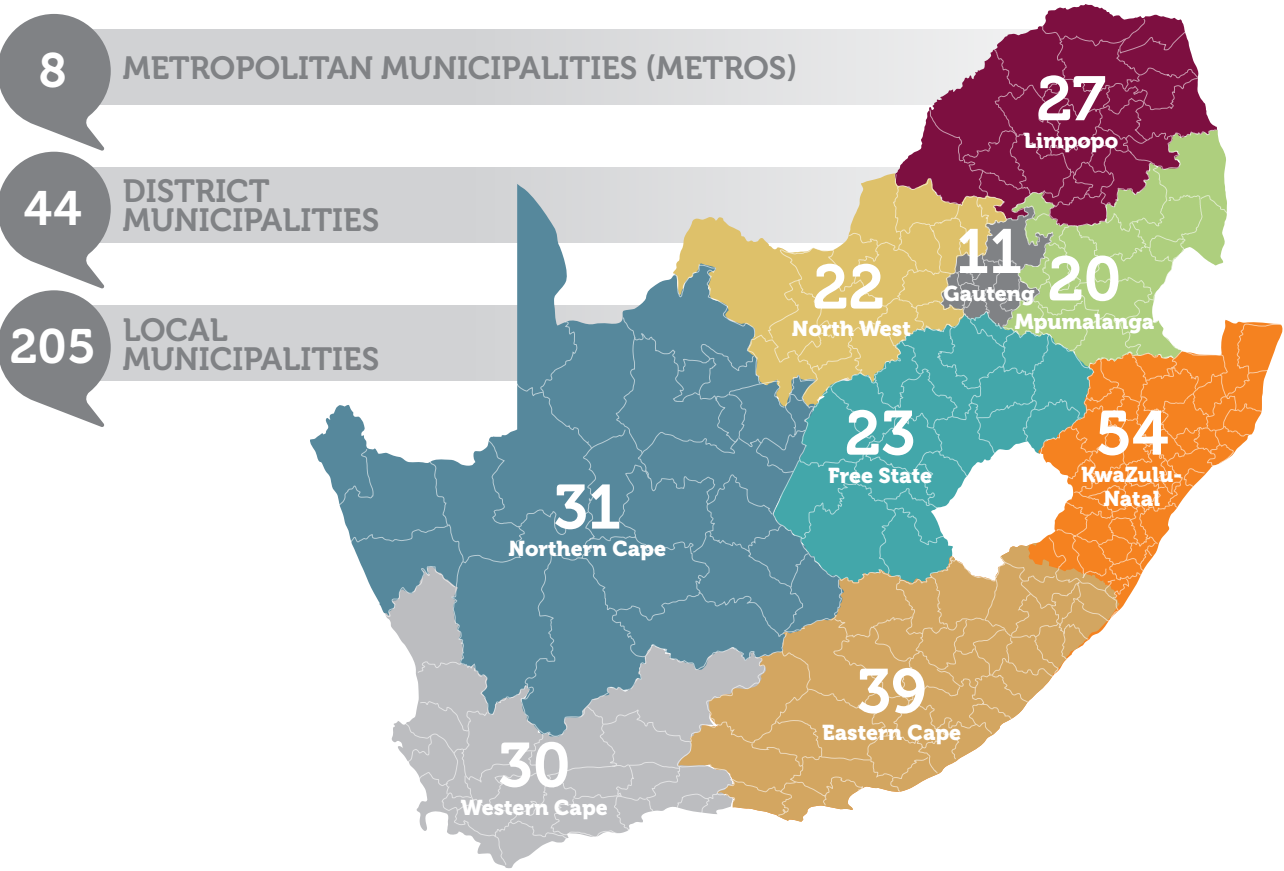 8
METROPOLITAN MUNICIPALITIES (METROS)
44
DISTRICT
MUNICIPALITIES
205
LOCAL
MUNICIPALITIES
27
Limpopo
22
North West
11
Gauteng
20
Mpumalanga
23
Free State
54
KwaZulu-
Natal
31
Northern Cape
39
Eastern Cape
30
Western Cape